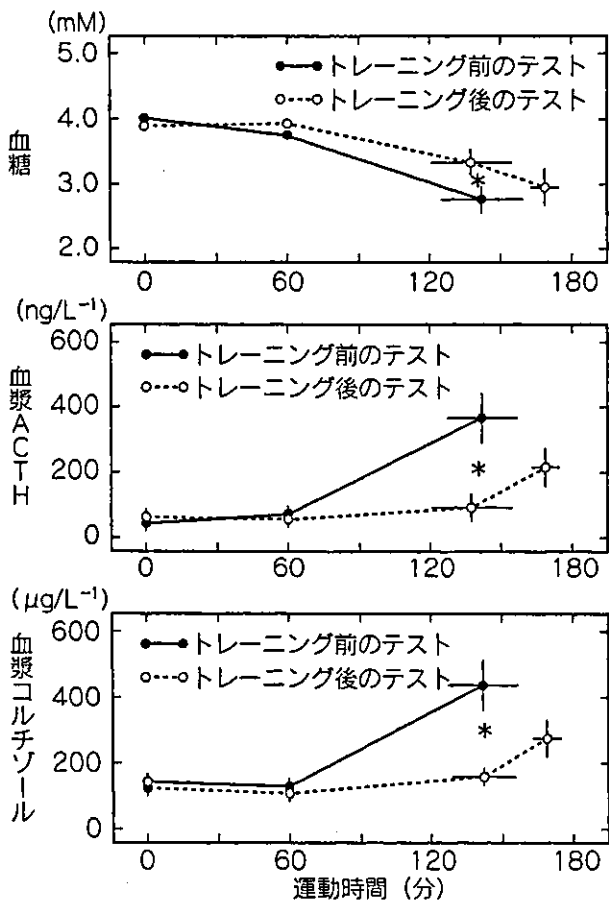 (mM)
5.0
4.0
3.0
2.0
血糖
トレーニング前のテスト
トレーニング後のテスト
*
0 60 120 180
(ng/L⁻¹)
600
400
200
0
血漿ACTH
トレーニング前のテスト
トレーニング後のテスト
*
0 60 120 180
(μg/L⁻¹)
600
400
200
0
血漿コルチゾール
トレーニング前のテスト
トレーニング後のテスト
*
0 60 120 180
運動時間(分)